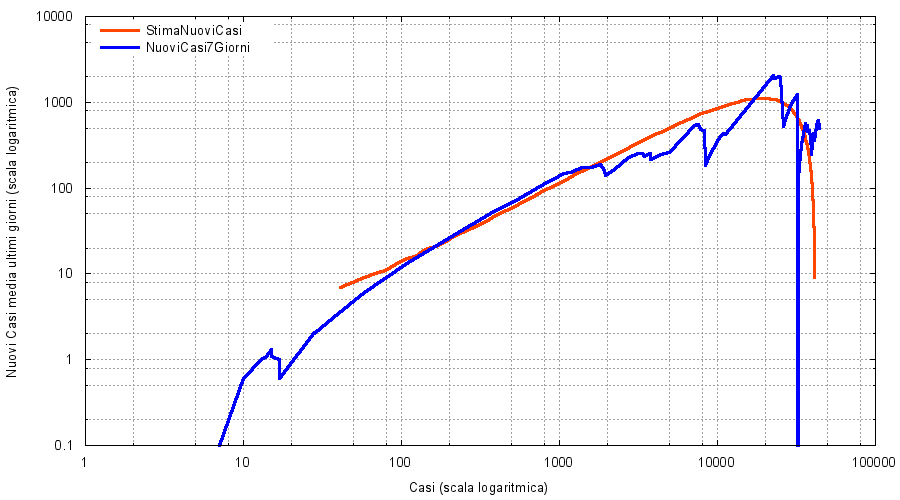 10000
1000
100
10
1
0.1
StimaNuoviCasi
NuoviCasi7Giorni
Nuovi Casi media ultimi giorni (scala logaritmica)
1 10 100 1000 10000 100000
Casi (scala logaritmica)